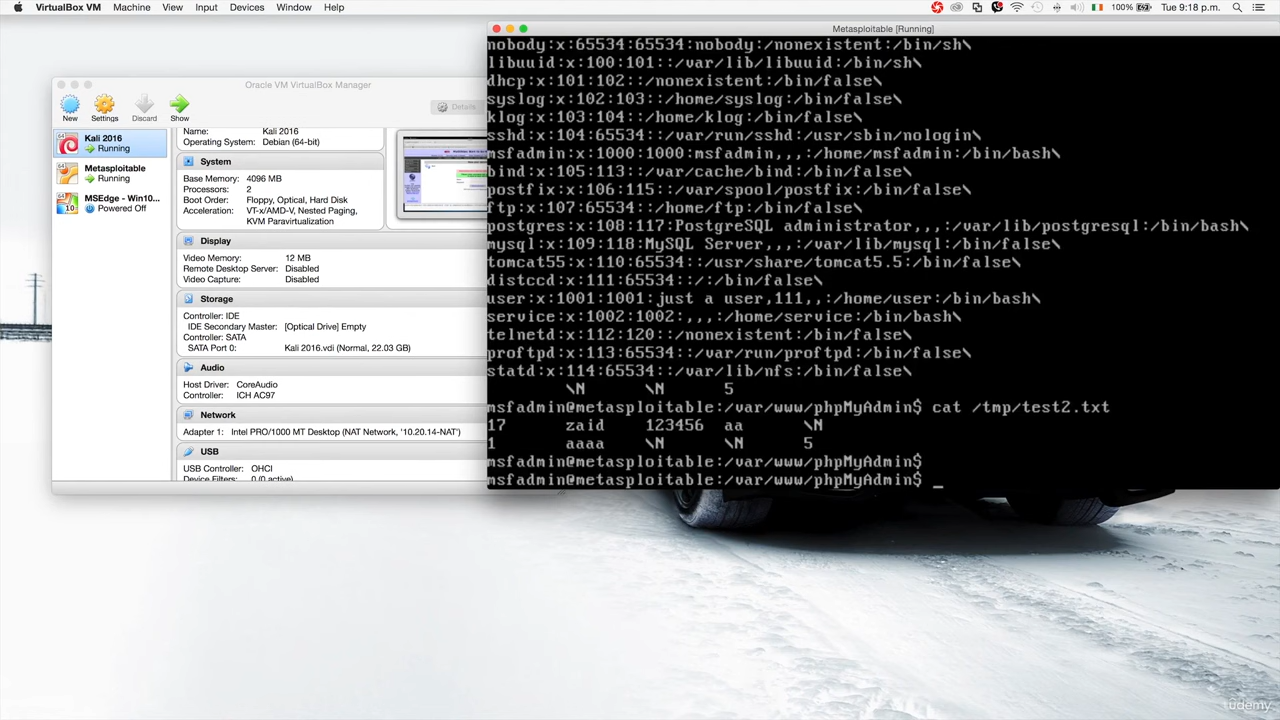 VirtualBox VM Machine View Input Devices Window Help
100% Tue 9:18 p.m.
Oracle VM VirtualBox Manager
New Settings Discard Show
Details
Kali 2016
Running
Metasploitable
Running
MSEdge - Win10...
Powered Off
Name: Kali 2016
Operating System: Debian (64-bit)
System
Base Memory: 4096 MB
Processors: 2
Boot Order: Floppy, Optical, Hard Disk
Acceleration: VT-x/AMD-V, Nested Paging,
KVM Paravirtualization
Display
Video Memory: 12 MB
Remote Desktop Server: Disabled
Video Capture: Disabled
Storage
Controller: IDE
IDE Secondary Master: [Optical Drive] Empty
Controller: SATA
SATA Port 0: Kali 2016.vdi (Normal, 22.03 GB)
Audio
Host Driver: CoreAudio
Controller: ICH AC97
Network
Adapter 1: Intel PRO/1000 MT Desktop (NAT Network, '10.20.14-NAT')
USB
USB Controller: OHCI
Device Filters: 0 (0 active)
Metasploitable [Running]
nobody:x:65534:65534:nobody:/nonexistent:/bin/sh\
libuuid:x:100:101::/var/lib/libuuid:/bin/sh\
dhcp:x:101:102::/nonexistent:/bin/false\
syslog:x:102:103::/home/syslog:/bin/false\
klog:x:103:104::/home/klog:/bin/false\
sshd:x:104:65534::/var/run/sshd:/usr/sbin/nologin\
msfadmin:x:1000:1000:msfadmin,,,:/home/msfadmin:/bin/bash\
bind:x:105:113::/var/cache/bind:/bin/false\
postfix:x:106:115::/var/spool/postfix:/bin/false\
ftp:x:107:65534::/home/ftp:/bin/false\
postgres:x:108:117:PostgreSQL administrator,,,:/var/lib/postgresql:/bin/bash\
mysql:x:109:118:MySQL Server,,,:/var/lib/mysql:/bin/false\
tomcat55:x:110:65534::/usr/share/tomcat5.5:/bin/false\
distccd:x:111:65534::/:/bin/false\
user:x:1001:1001:just a user,111,,:/home/user:/bin/bash\
service:x:1002:1002:,,,:/home/service:/bin/bash\
telnetd:x:112:120::/nonexistent:/bin/false\
proftpd:x:113:65534::/var/run/proftpd:/bin/false\
statd:x:114:65534::/var/lib/nfs:/bin/false\
\N \N 5
msfadmin@metasploitable:/var/www/phpMyAdmin$ cat /tmp/test2.txt
17 zaid 123456 aa \N
1 aaaa \N \N 5
msfadmin@metasploitable:/var/www/phpMyAdmin$
msfadmin@metasploitable:/var/www/phpMyAdmin$ _
udemy